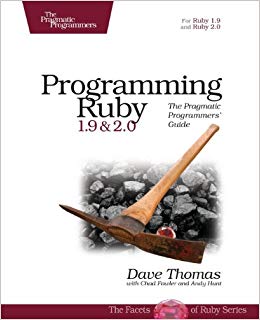 The
Pragmatic
Programmers
For Ruby 1.9
and Ruby 2.0
Programming
Ruby
1.9 & 2.0
The Pragmatic
Programmers'
Guide
Dave Thomas
with Chad Fowler and Andy Hunt
The Facets of Ruby Series